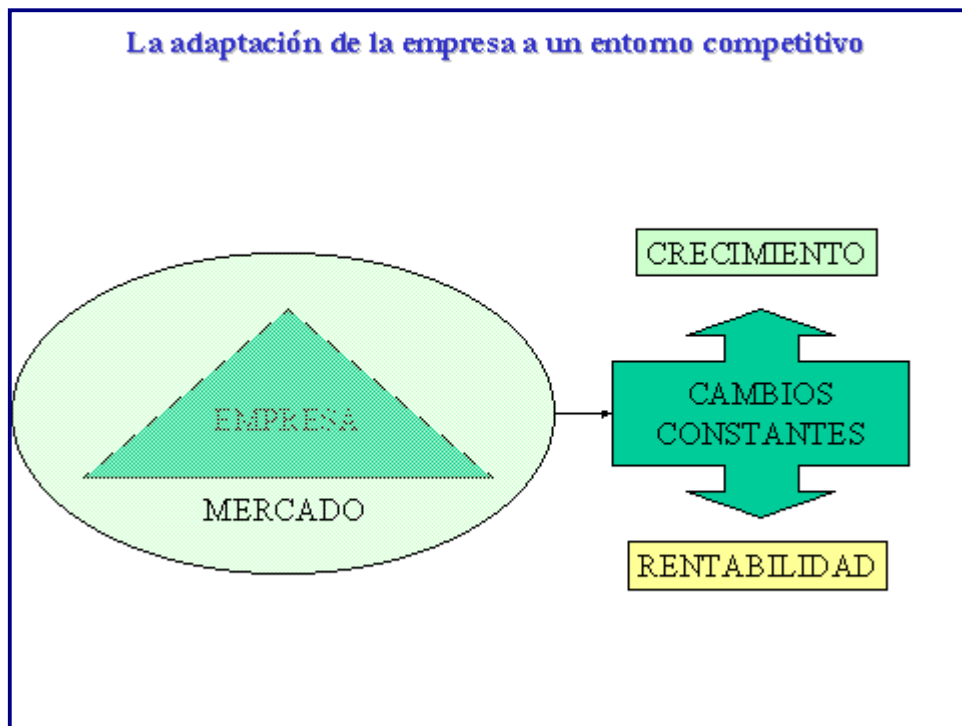 La adaptación de la empresa a un entorno competitivo
CRECIMIENTO
EMPRESA
MERCADO
CAMBIOS
CONSTANTES
RENTABILIDAD